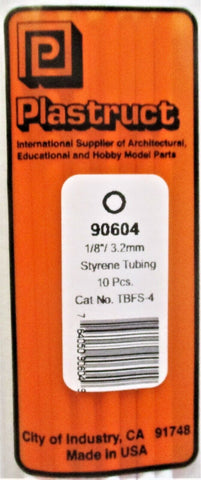 P
Plastruct
International Supplier of Architectural,
Educational and Hobby Model Parts
90604
1/8"/ 3.2mm
Styrene Tubing
10 Pcs.
Cat No. TBFS-4
City of Industry, CA 91748
Made in USA